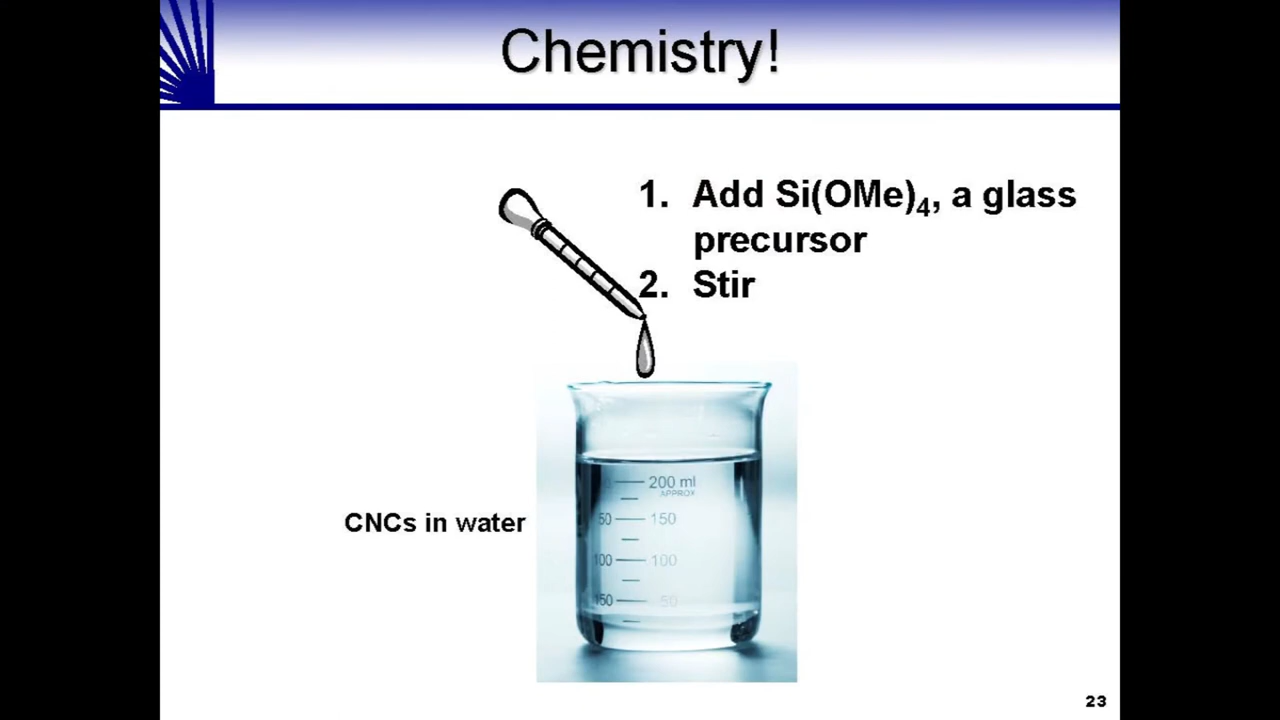 Chemistry!
1. Add Si(OMe)₄, a glass
precursor
2. Stir
CNCs in water
200 ml
APPROX
50 150
100 100
150 50
23